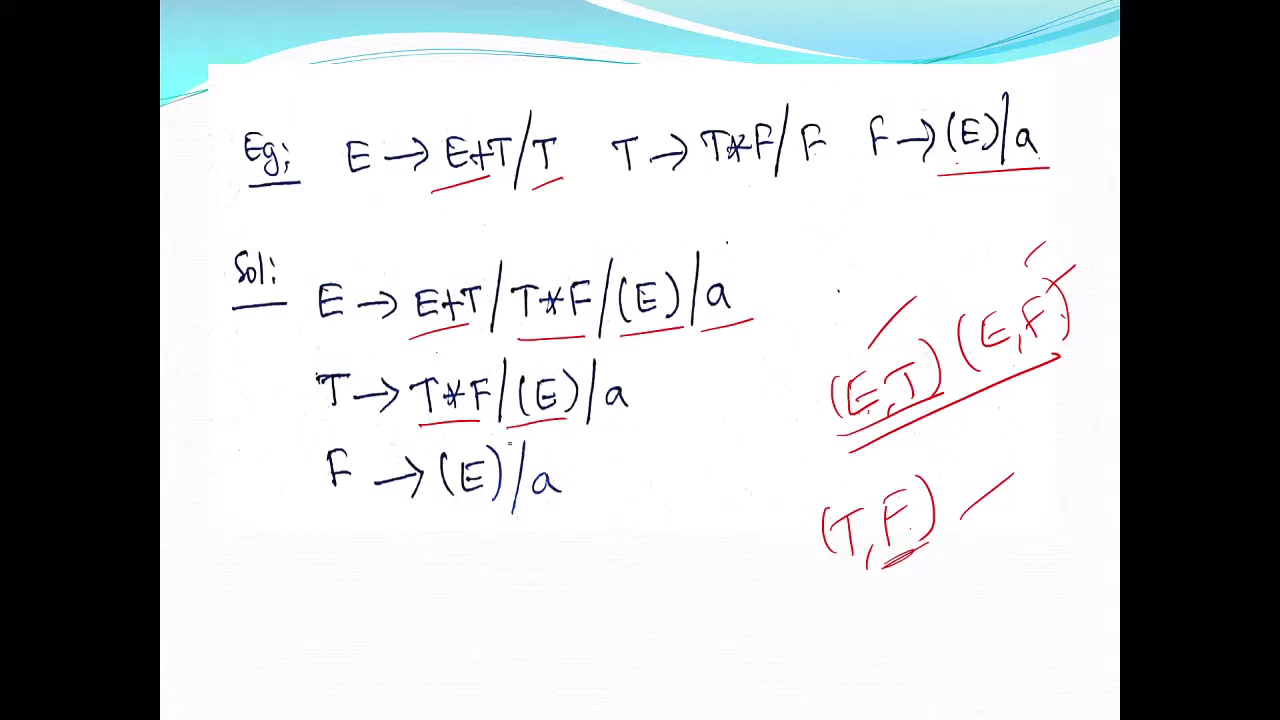 Eg; E → E+T/T T → T*F/F F → (E)/a
Sol:
E → E+T/T*F/(E)/a
T → T*F/(E)/a
F → (E)/a
(E,T) (E,F)
(T,F)